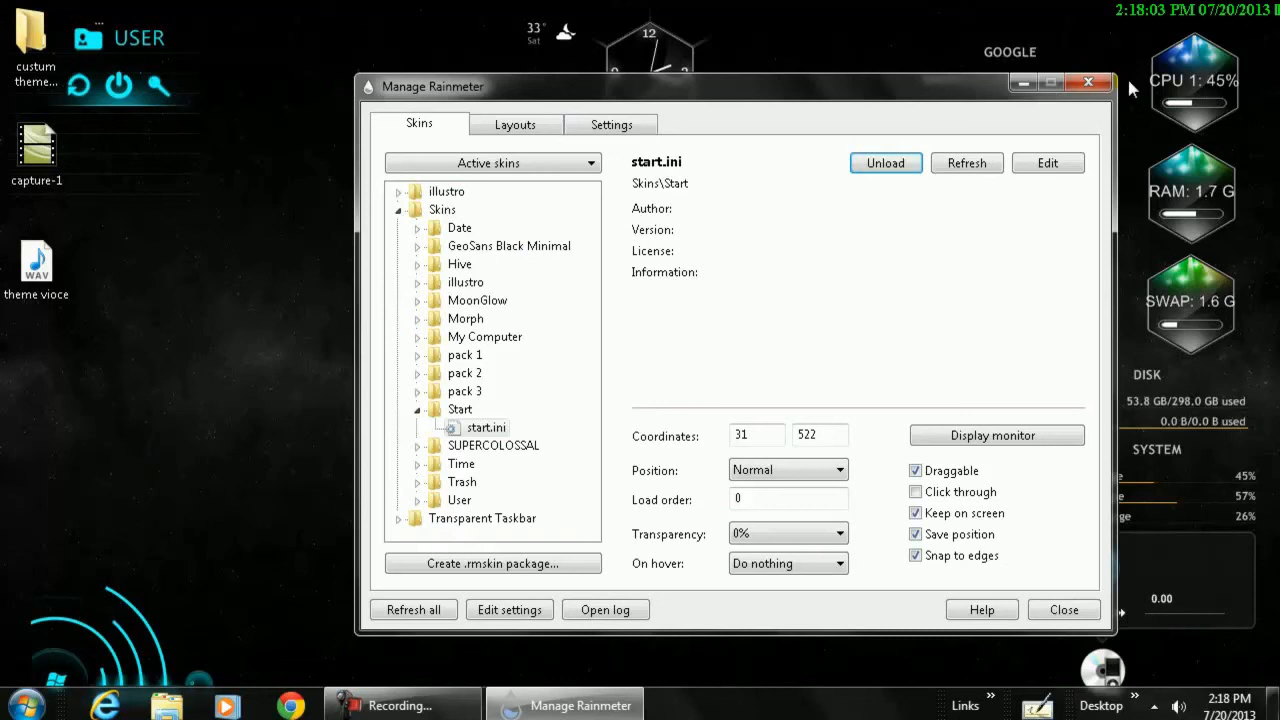 2:18:03 PM 07/20/2013
USER
custum
theme...
capture-1
WAV
theme vioce
33°
Sat
12
GOOGLE
CPU 1: 45%
RAM: 1.7 G
SWAP: 1.6 G
DISK
53.8 GB/298.0 GB used
0.0 B/0.0 B used
SYSTEM
45%
57%
26%
0.00
Manage Rainmeter
Skins
Layouts
Settings
Active skins
illustro
Skins
Date
GeoSans Black Minimal
Hive
illustro
MoonGlow
Morph
My Computer
pack 1
pack 2
pack 3
Start
start.ini
SUPERCOLOSSAL
Time
Trash
User
Transparent Taskbar
Create .rmskin package...
start.ini
Unload
Refresh
Edit
Skins\Start
Author:
Version:
License:
Information:
Coordinates: 31 522
Display monitor
Position: Normal
Load order: 0
Transparency: 0%
On hover: Do nothing
Draggable
Click through
Keep on screen
Save position
Snap to edges
Refresh all
Edit settings
Open log
Help
Close
Recording...
Manage Rainmeter
Links
Desktop
2:18 PM
7/20/2013